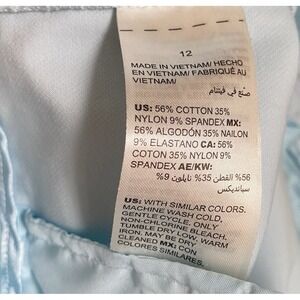 12
MADE IN VIETNAM/ HECHO
EN VIETNAM/ FABRIQUÉ AU
VIETNAM
صنع في فيتنام
US: 56% COTTON 35%
NYLON 9% SPANDEX MX:
56% ALGODÓN 35% NAILON
9% ELASTANO CA: 56%
COTON 35% NYLON 9%
SPANDEX AE/KW:
56% القطن 35% نايلون 9%
سبانديكس
US: WITH SIMILAR COLORS.
MACHINE WASH COLD,
GENTLE CYCLE. ONLY
NON-CHLORINE BLEACH.
TUMBLE DRY LOW. WARM
IRON. MAY BE DRY
CLEANED MX: CON
COLORES SIMILARES.